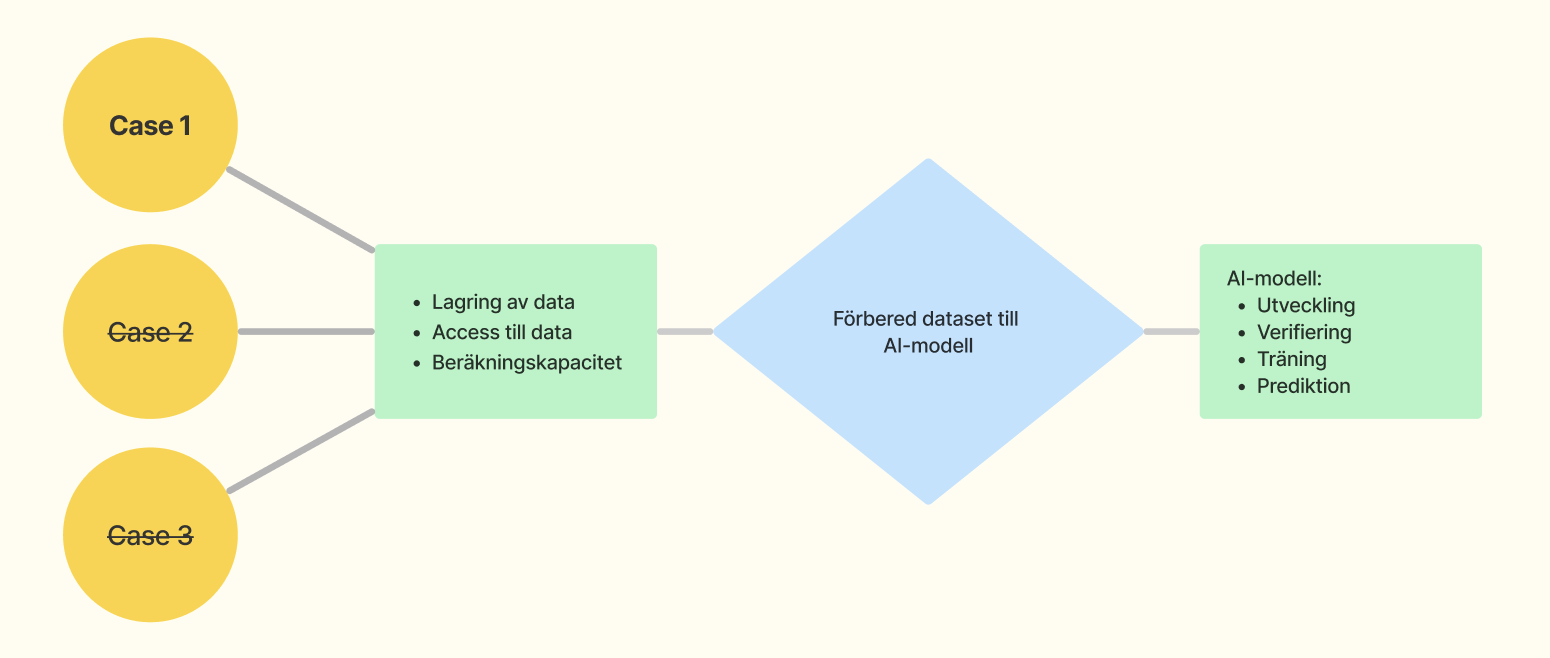 Case 1
Case 2
Case 3
• Lagring av data
• Access till data
• Beräkningskapacitet
Förbered dataset till
AI-modell
AI-modell:
• Utveckling
• Verifiering
• Träning
• Prediktion